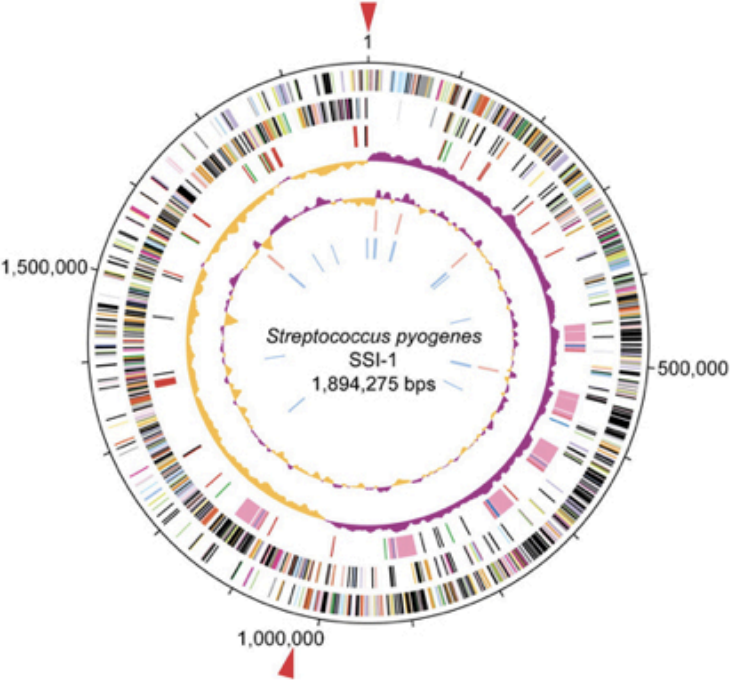 1
1,500,000
Streptococcus pyogenes
SSI-1
1,894,275 bps
500,000
1,000,000